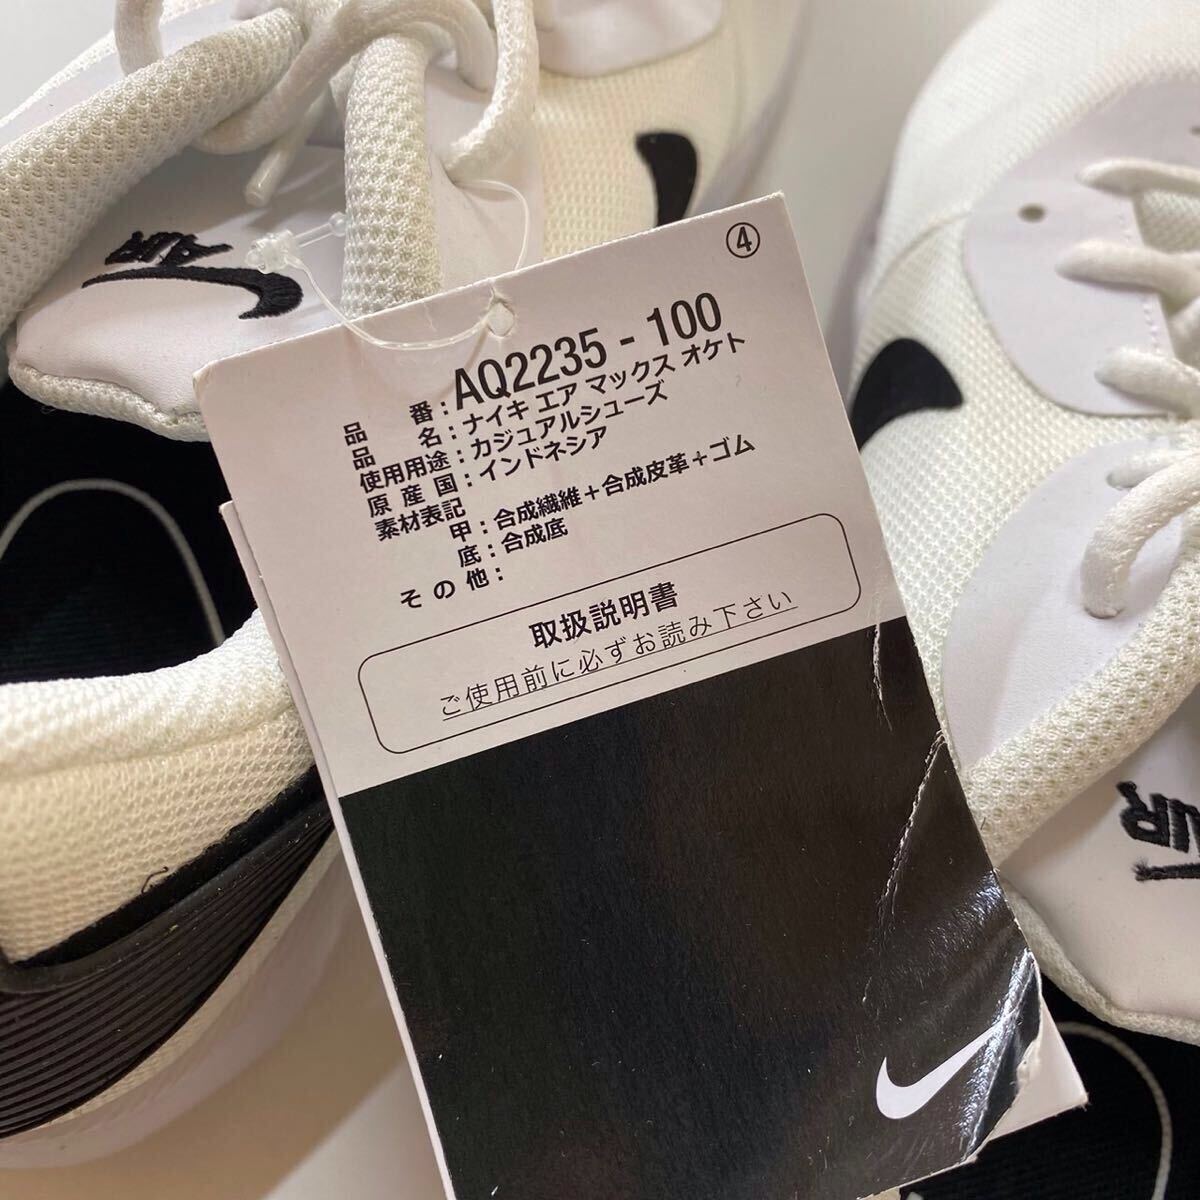 ④
品番：AQ2235 - 100
品名：ナイキ エア マックス オケト
使用用途：カジュアルシューズ
原産国：インドネシア
素材表記
甲：合成繊維＋合成皮革＋ゴム
底：合成底
その他：
取扱説明書
ご使用前に必ずお読み下さい
AIR
AIR